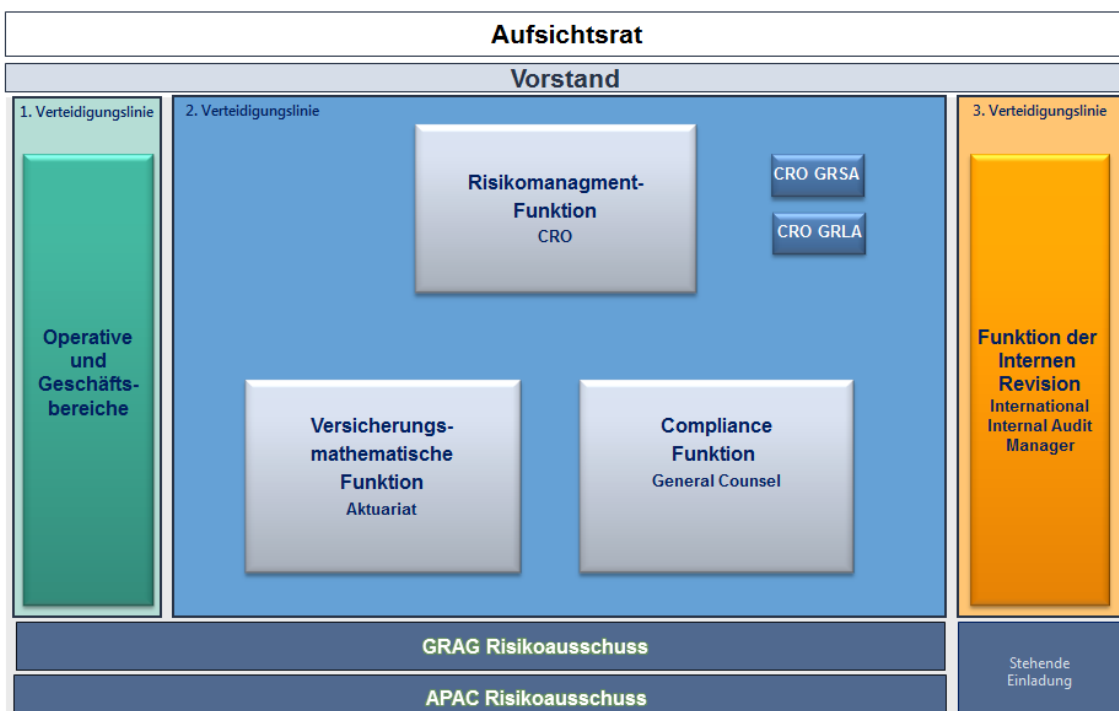 Aufsichtsrat
Vorstand
1. Verteidigungslinie
Operative
und
Geschäfts-
bereiche
2. Verteidigungslinie
Risikomanagment-
Funktion
CRO
CRO GRSA
CRO GRLA
Versicherungs-
mathematische
Funktion
Aktuariat
Compliance
Funktion
General Counsel
3. Verteidigungslinie
Funktion der
Internen
Revision
International
Internal Audit
Manager
GRAG Risikoausschuss
APAC Risikoausschuss
Stehende
Einladung